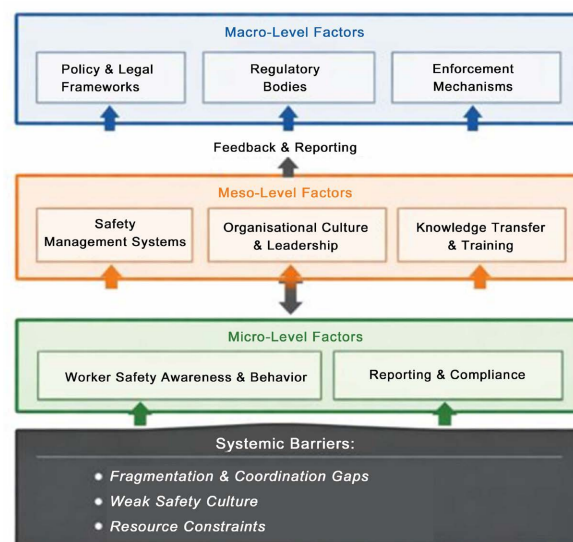 Macro-Level Factors
Policy & Legal
Frameworks
Regulatory
Bodies
Enforcement
Mechanisms
Feedback & Reporting
Meso-Level Factors
Safety
Management Systems
Organisational Culture
& Leadership
Knowledge Transfer
& Training
Micro-Level Factors
Worker Safety Awareness & Behavior
Reporting & Compliance
Systemic Barriers:
Fragmentation & Coordination Gaps
Weak Safety Culture
Resource Constraints